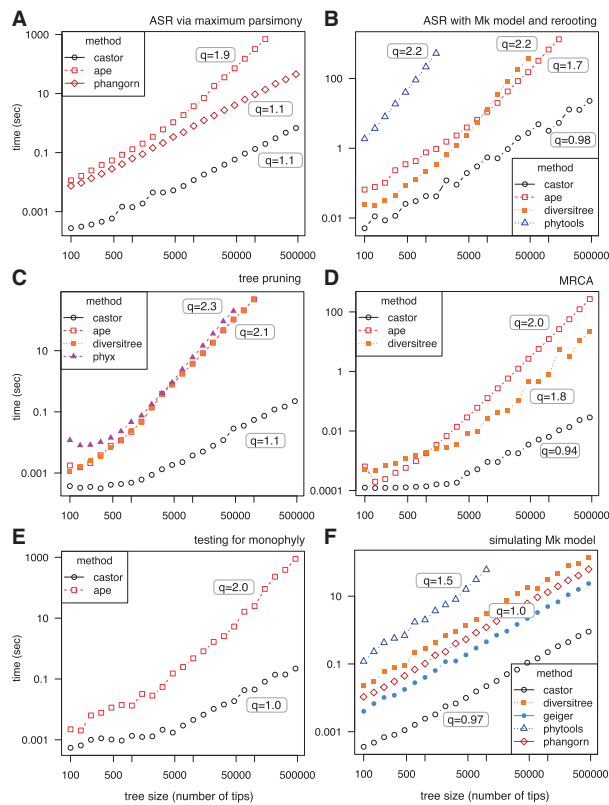 A
ASR via maximum parsimony
method
castor
ape
phangorn
q=1.9
q=1.1
q=1.1
time (sec)
1000
10
0.1
0.001
100
500
5000
50000
500000
B
ASR with Mk model and rerooting
q=2.2
q=2.2
q=1.7
q=0.98
method
castor
ape
diversitree
phytools
100
1
0.01
100
500
5000
50000
500000
C
tree pruning
method
castor
ape
diversitree
phyx
q=2.3
q=2.1
q=1.1
time (sec)
10
0.1
0.001
100
500
5000
50000
500000
D
MRCA
method
castor
ape
diversitree
q=2.0
q=1.8
q=0.94
100
1
0.01
0.0001
100
500
5000
50000
500000
E
testing for monophyly
method
castor
ape
q=2.0
q=1.0
time (sec)
1000
10
0.1
0.001
100
500
5000
50000
500000
tree size (number of tips)
F
simulating Mk model
q=1.5
q=1.0
q=0.97
method
castor
diversitree
geiger
phytools
phangorn
10
0.1
0.001
100
500
5000
50000
500000
tree size (number of tips)